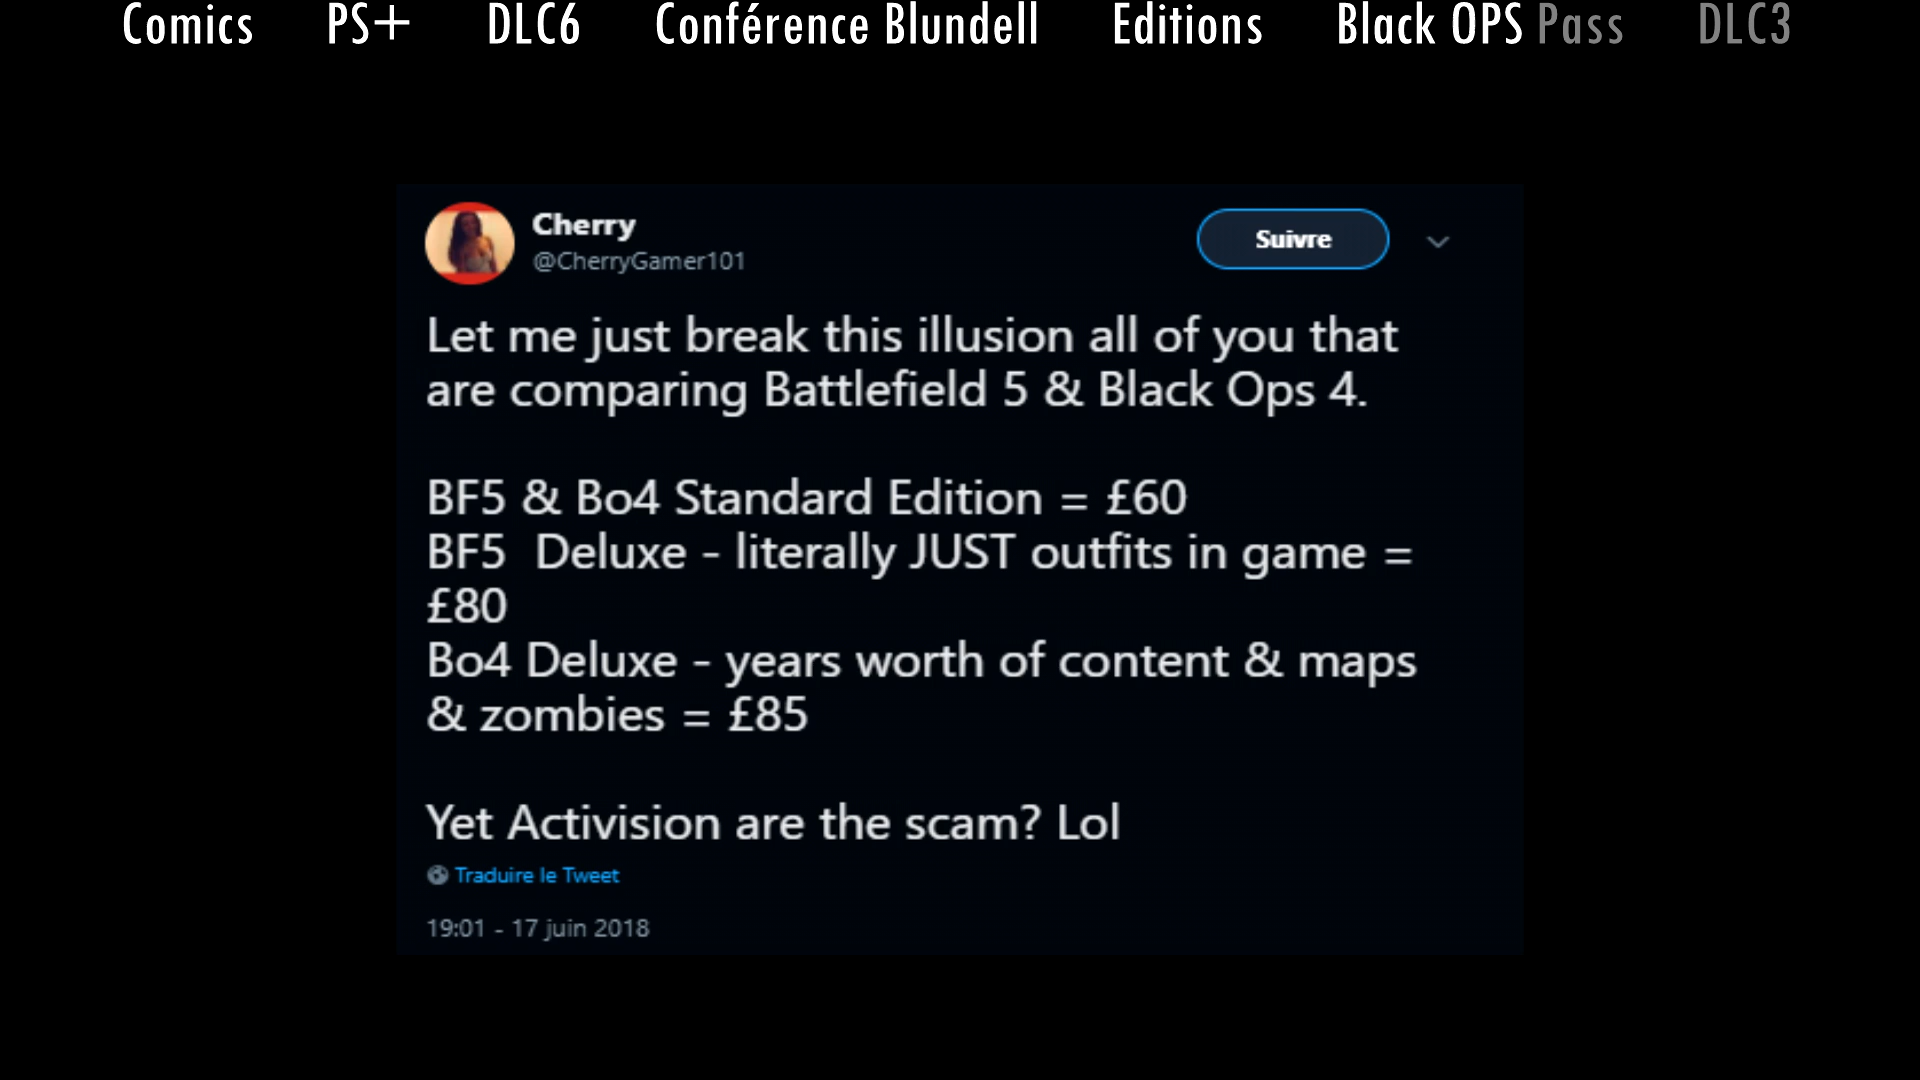 Comics PS+ DLC6 Conférence Blundell Editions Black OPS Pass DLC3
Cherry
@CherryGamer101
Suivre
Let me just break this illusion all of you that
are comparing Battlefield 5 & Black Ops 4.
BF5 & Bo4 Standard Edition = £60
BF5 Deluxe - literally JUST outfits in game =
£80
Bo4 Deluxe - years worth of content & maps
& zombies = £85
Yet Activision are the scam? Lol
Traduire le Tweet
19:01 - 17 juin 2018